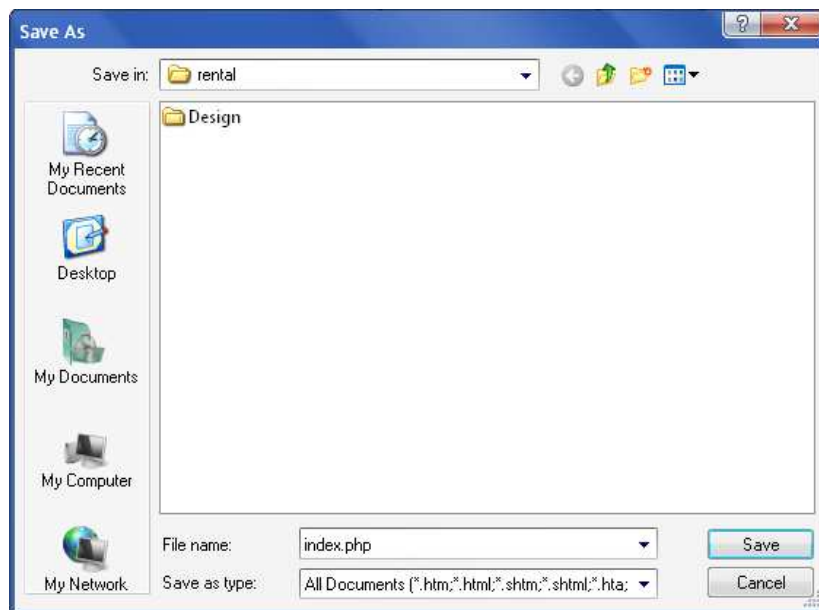 Save As
Save in:
rental
Design
My Recent
Documents
Desktop
My Documents
My Computer
My Network
File name:
index.php
Save
Save as type:
All Documents (*.htm;*.html;*.shtm;*.shtml;*.hta;
Cancel